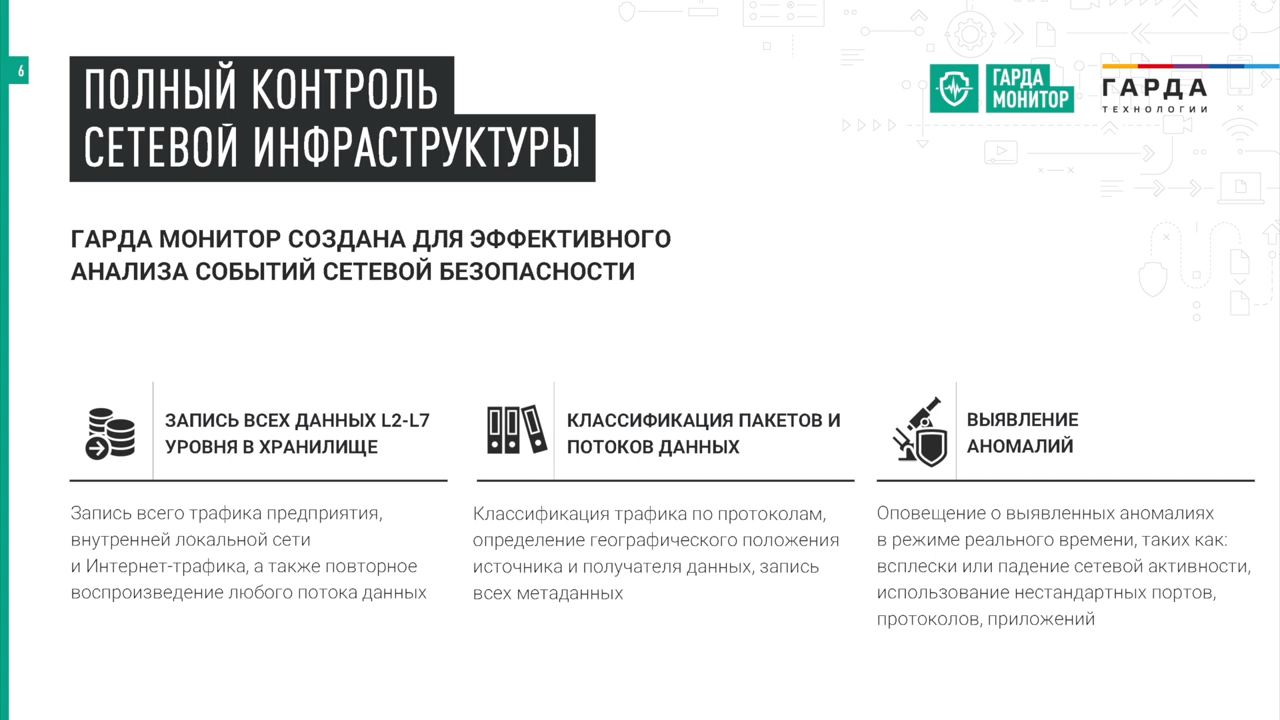 6
ПОЛНЫЙ КОНТРОЛЬ
СЕТЕВОЙ ИНФРАСТРУКТУРЫ
ГАРДА
МОНИТОР
ГАРДА
ТЕХНОЛОГИИ
ГАРДА МОНИТОР СОЗДАНА ДЛЯ ЭФФЕКТИВНОГО
АНАЛИЗА СОБЫТИЙ СЕТЕВОЙ БЕЗОПАСНОСТИ
ЗАПИСЬ ВСЕХ ДАННЫХ L2-L7
УРОВНЯ В ХРАНИЛИЩЕ
Запись всего трафика предприятия,
внутренней локальной сети
и Интернет-трафика, а также повторное
воспроизведение любого потока данных
КЛАССИФИКАЦИЯ ПАКЕТОВ И
ПОТОКОВ ДАННЫХ
Классификация трафика по протоколам,
определение географического положения
источника и получателя данных, запись
всех метаданных
ВЫЯВЛЕНИЕ
АНОМАЛИЙ
Оповещение о выявленных аномалиях
в режиме реального времени, таких как:
всплески или падение сетевой активности,
использование нестандартных портов,
протоколов, приложений